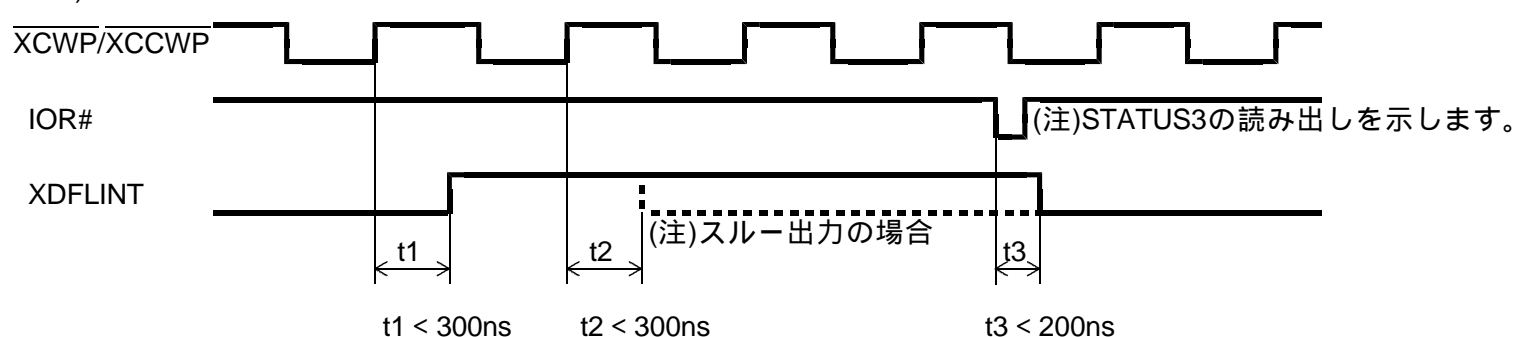 XCWP/XCCWP
IOR#
(注)STATUS3の読み出しを示します。
XDFLINT
(注)スルー出力の場合
t1
t2
t3
t1 < 300ns
t2 < 300ns
t3 < 200ns